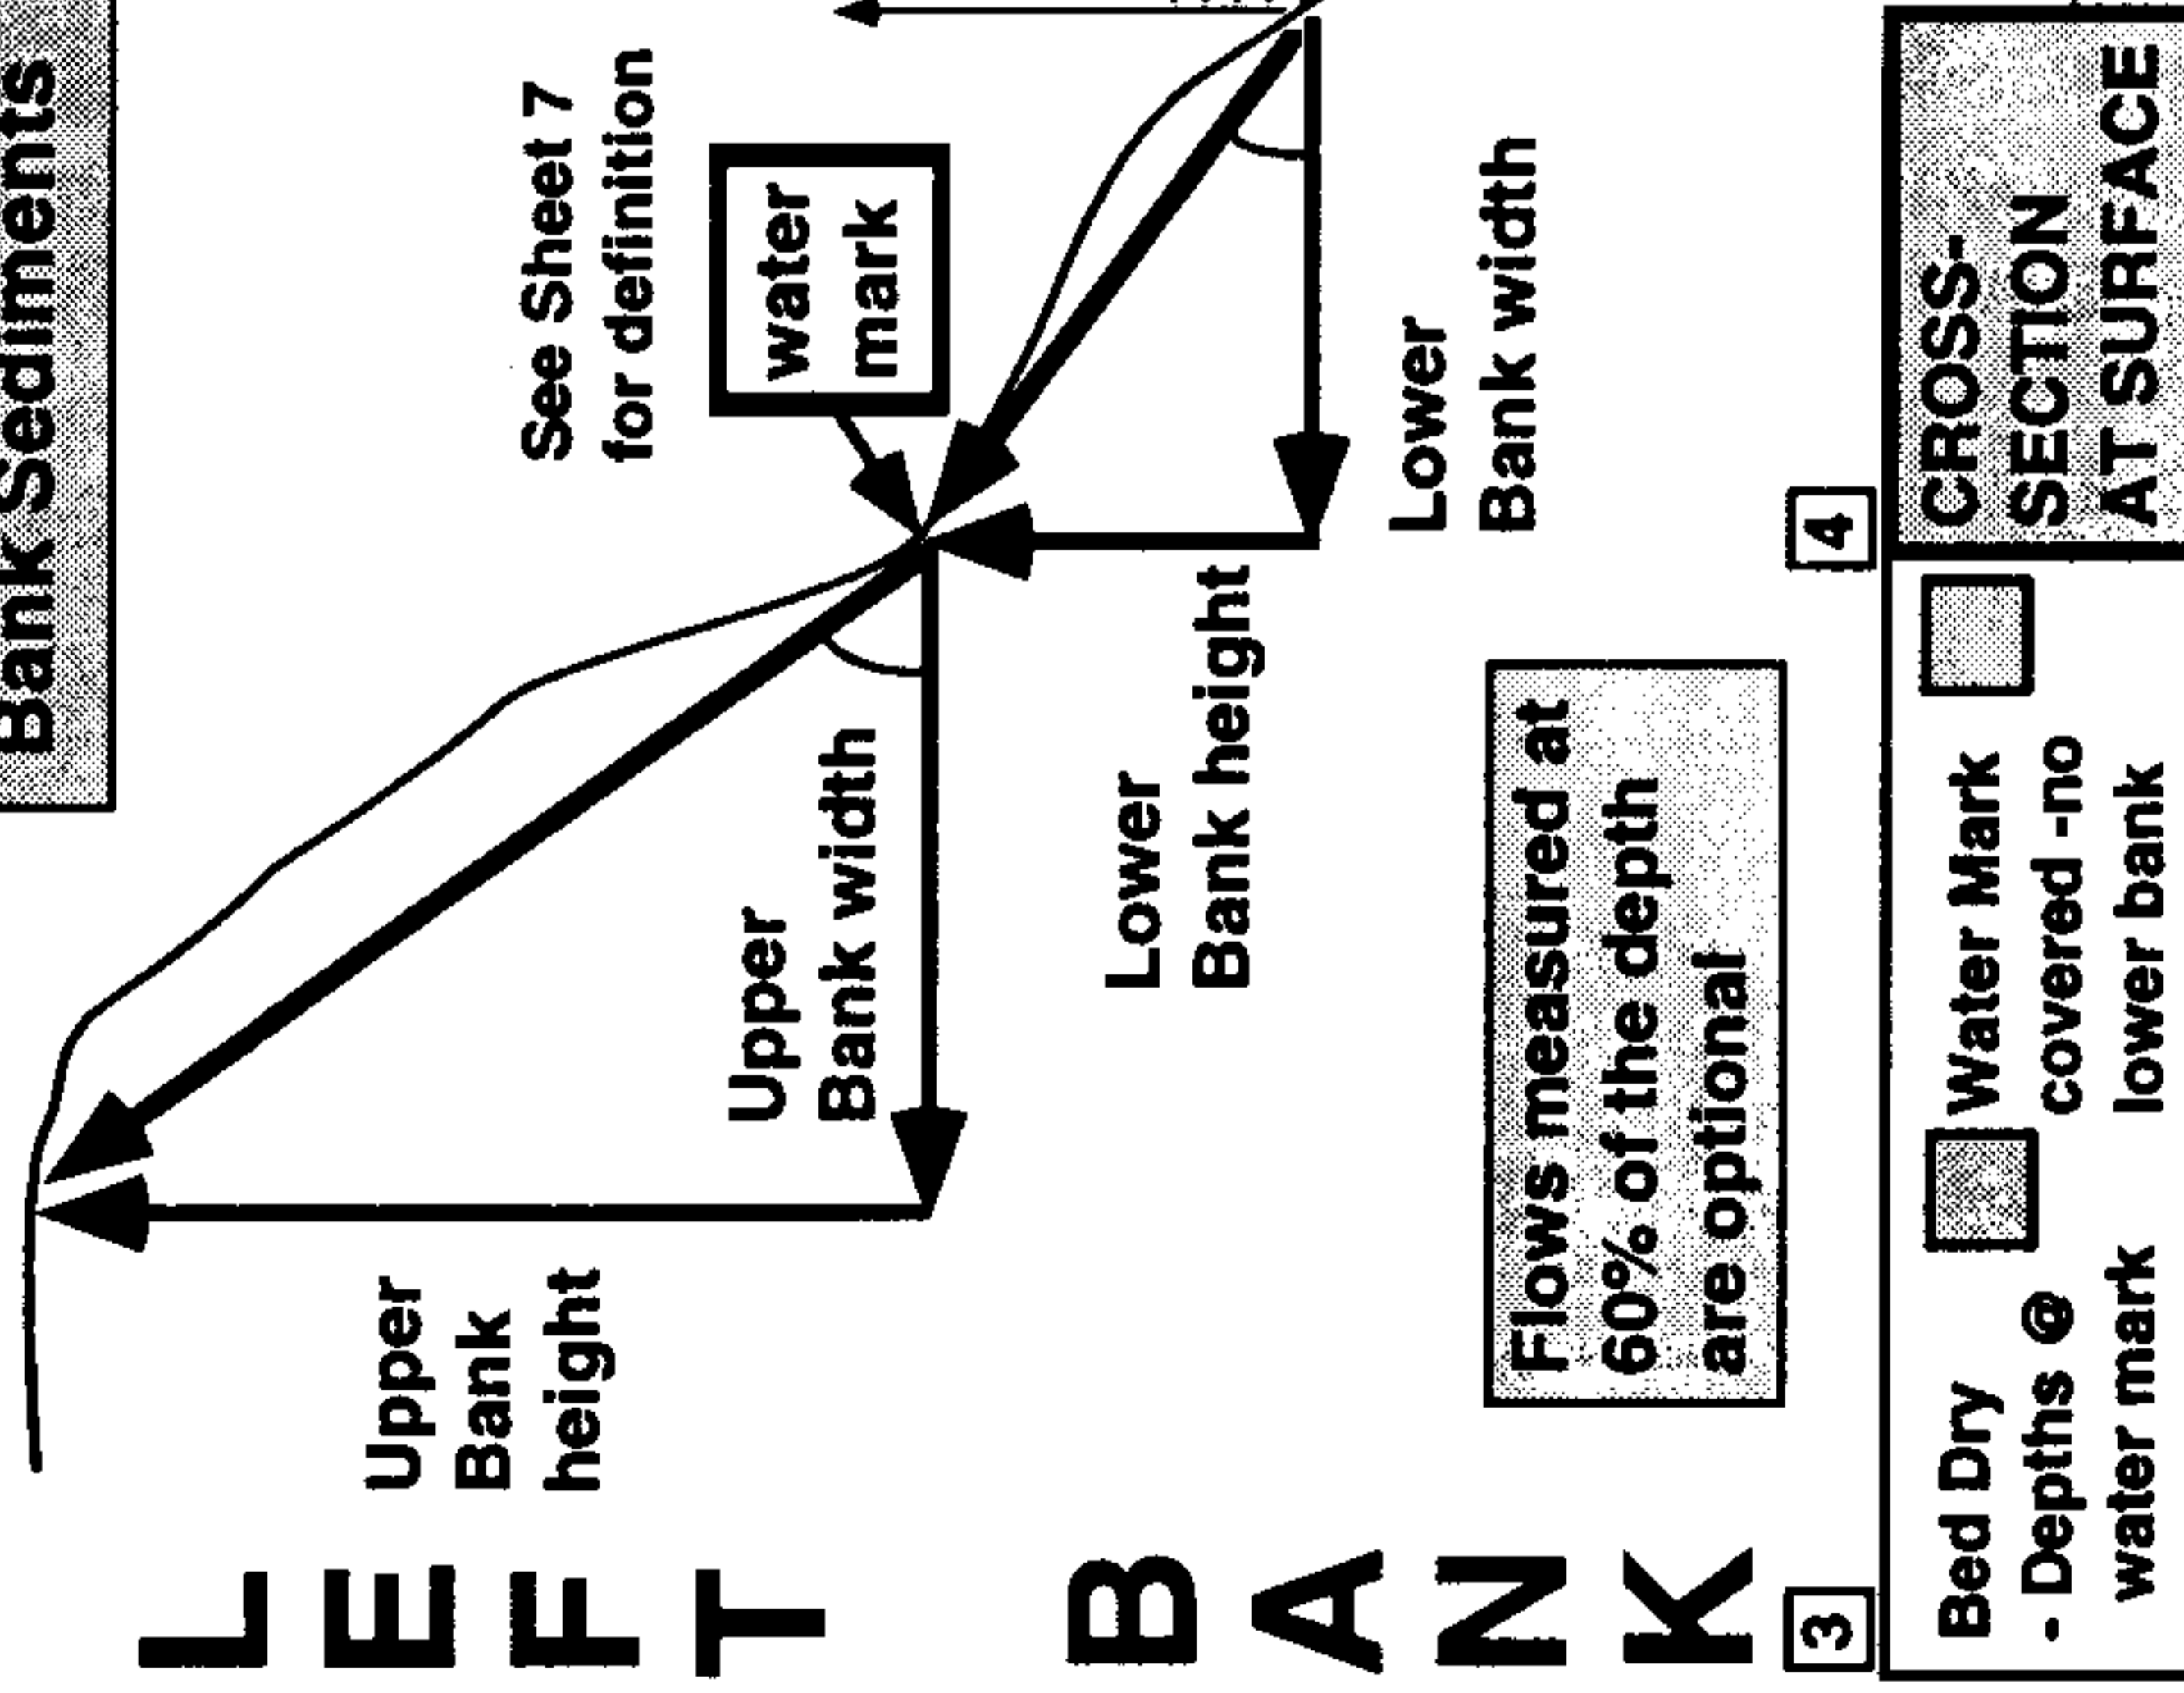 Bank Sediments
See Sheet 7
for definition
water
mark
L
E
F
T
Upper
Bank
height
Upper
Bank width
Lower
Bank height
Lower
Bank width
B
A
N
K
Flows measured at
60% of the depth
are optional
3
4
Bed Dry
- Depths @
water mark
Water Mark
covered -no
lower bank
CROSS-
SECTION
AT SURFACE